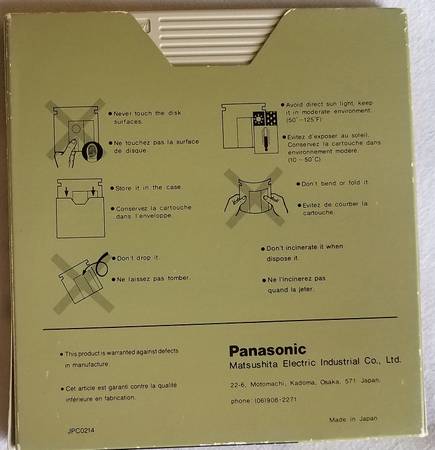 ● Never touch the disk
surfaces.
● Ne touchez pas la surface
de disque
● Avoid direct sun light, keep
it in moderate environment.
(50°~125°F)
● Evitez d'exposer au soleil.
Conservez la cartouche dans
environnement modéré.
(10~50°C)
● Store it in the case.
● Conservez la cartouche
dans l'enveloppe.
● Don't bend or fold it.
● Evitez de courber la
cartouche.
● Don't drop it.
● Ne laissez pas tomber.
● Don't incinerate it when
dispose it.
● Ne l'incinerez pas
quand la jeter.
● This product is warranted against defects
in manufacture.
● Cet article est garanti contre la qualité
inférieure en fabrication.
Panasonic
Matsushita Electric Industrial Co., Ltd.
22-6, Motomachi, Kadoma, Osaka, 571 Japan.
phone: (06)908-2271
Made in Japan
JPC0214